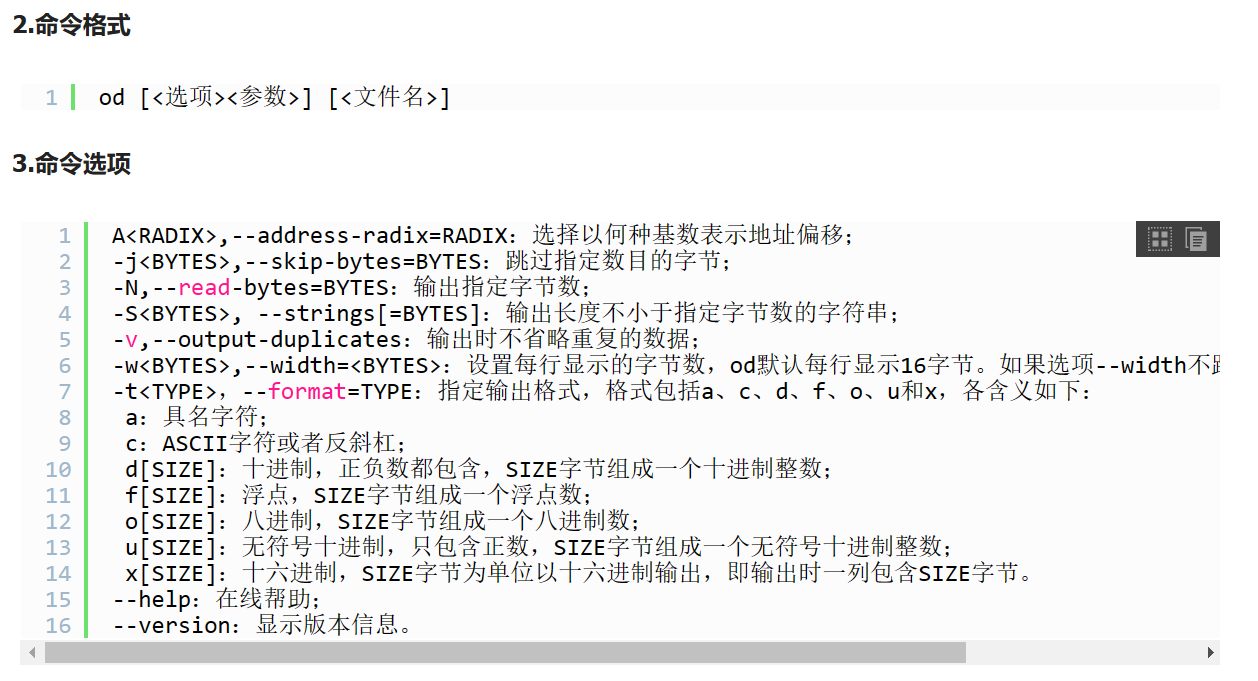 2.命令格式
1 od [<选项><参数>] [<文件名>]
3.命令选项
1 A<RADIX>,--address-radix=RADIX：选择以何种基数表示地址偏移；
2 -j<BYTES>,--skip-bytes=BYTES：跳过指定数目的字节；
3 -N,--read-bytes=BYTES：输出指定字节数；
4 -S<BYTES>, --strings[=BYTES]：输出长度不小于指定字节数的字符串；
5 -v,--output-duplicates：输出时不省略重复的数据；
6 -w<BYTES>,--width=<BYTES>：设置每行显示的字节数，od默认每行显示16字节。如果选项--width不
7 -t<TYPE>，--format=TYPE：指定输出格式，格式包括a、c、d、f、o、u和x，各含义如下：
8 a：具名字符；
9 c：ASCII字符或者反斜杠；
10 d[SIZE]：十进制，正负数都包含，SIZE字节组成一个十进制整数；
11 f[SIZE]：浮点，SIZE字节组成一个浮点数；
12 o[SIZE]：八进制，SIZE字节组成一个八进制数；
13 u[SIZE]：无符号十进制，只包含正数，SIZE字节组成一个无符号十进制整数；
14 x[SIZE]：十六进制，SIZE字节为单位以十六进制输出，即输出时一列包含SIZE字节。
15 --help：在线帮助；
16 --version：显示版本信息。